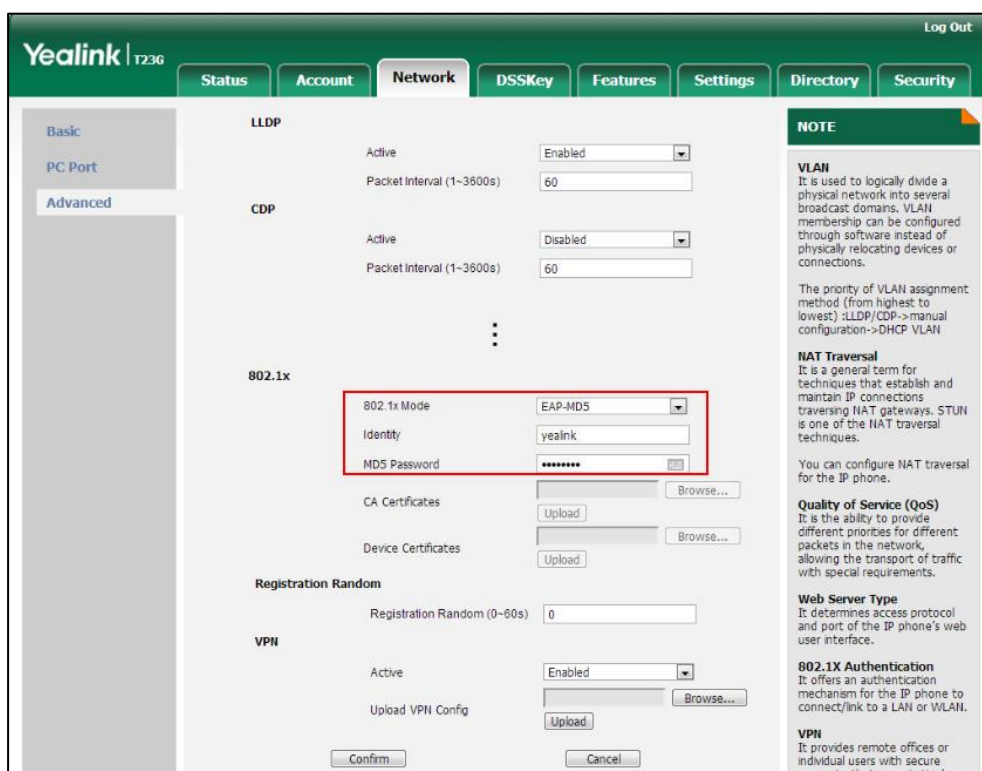 Log Out
Yealink T23G
Status Account Network DSSKey Features Settings Directory Security
Basic
PC Port
Advanced
LLDP
Active Enabled
Packet Interval (1~3600s) 60
CDP
Active Disabled
Packet Interval (1~3600s) 60
802.1x
802.1x Mode EAP-MD5
Identity yealink
MD5 Password ••••••••
CA Certificates Browse...
Upload
Device Certificates Browse...
Upload
Registration Random
Registration Random (0~60s) 0
VPN
Active Enabled
Upload VPN Config Browse...
Upload
Confirm Cancel
NOTE
VLAN
It is used to logically divide a
physical network into several
broadcast domains. VLAN
membership can be configured
through software instead of
physically relocating devices or
connections.
The priority of VLAN assignment
method (from highest to
lowest) :LLDP/CDP->manual
configuration->DHCP VLAN
NAT Traversal
It is a general term for
techniques that establish and
maintain IP connections
traversing NAT gateways. STUN
is one of the NAT traversal
techniques.
You can configure NAT traversal
for the IP phone.
Quality of Service (QoS)
It is the ability to provide
different priorities for different
packets in the network,
allowing the transport of traffic
with special requirements.
Web Server Type
It determines access protocol
and port of the IP phone's web
user interface.
802.1X Authentication
It offers an authentication
mechanism for the IP phone to
connect/link to a LAN or WLAN.
VPN
It provides remote offices or
individual users with secure